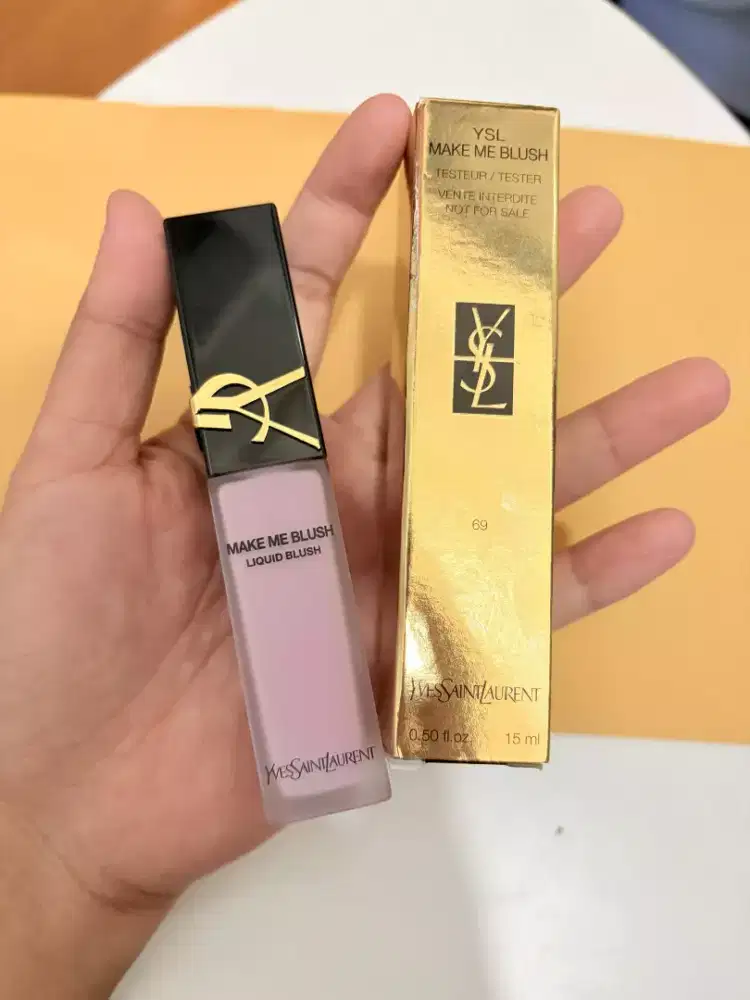 MAKE ME BLUSH
LIQUID BLUSH
YVESSAINTLAURENT
YSL
MAKE ME BLUSH
TESTEUR / TESTER
VENTE INTERDITE
NOT FOR SALE
YSL
69
YVESSAINTLAURENT
0.50 fl.oz. 15 ml